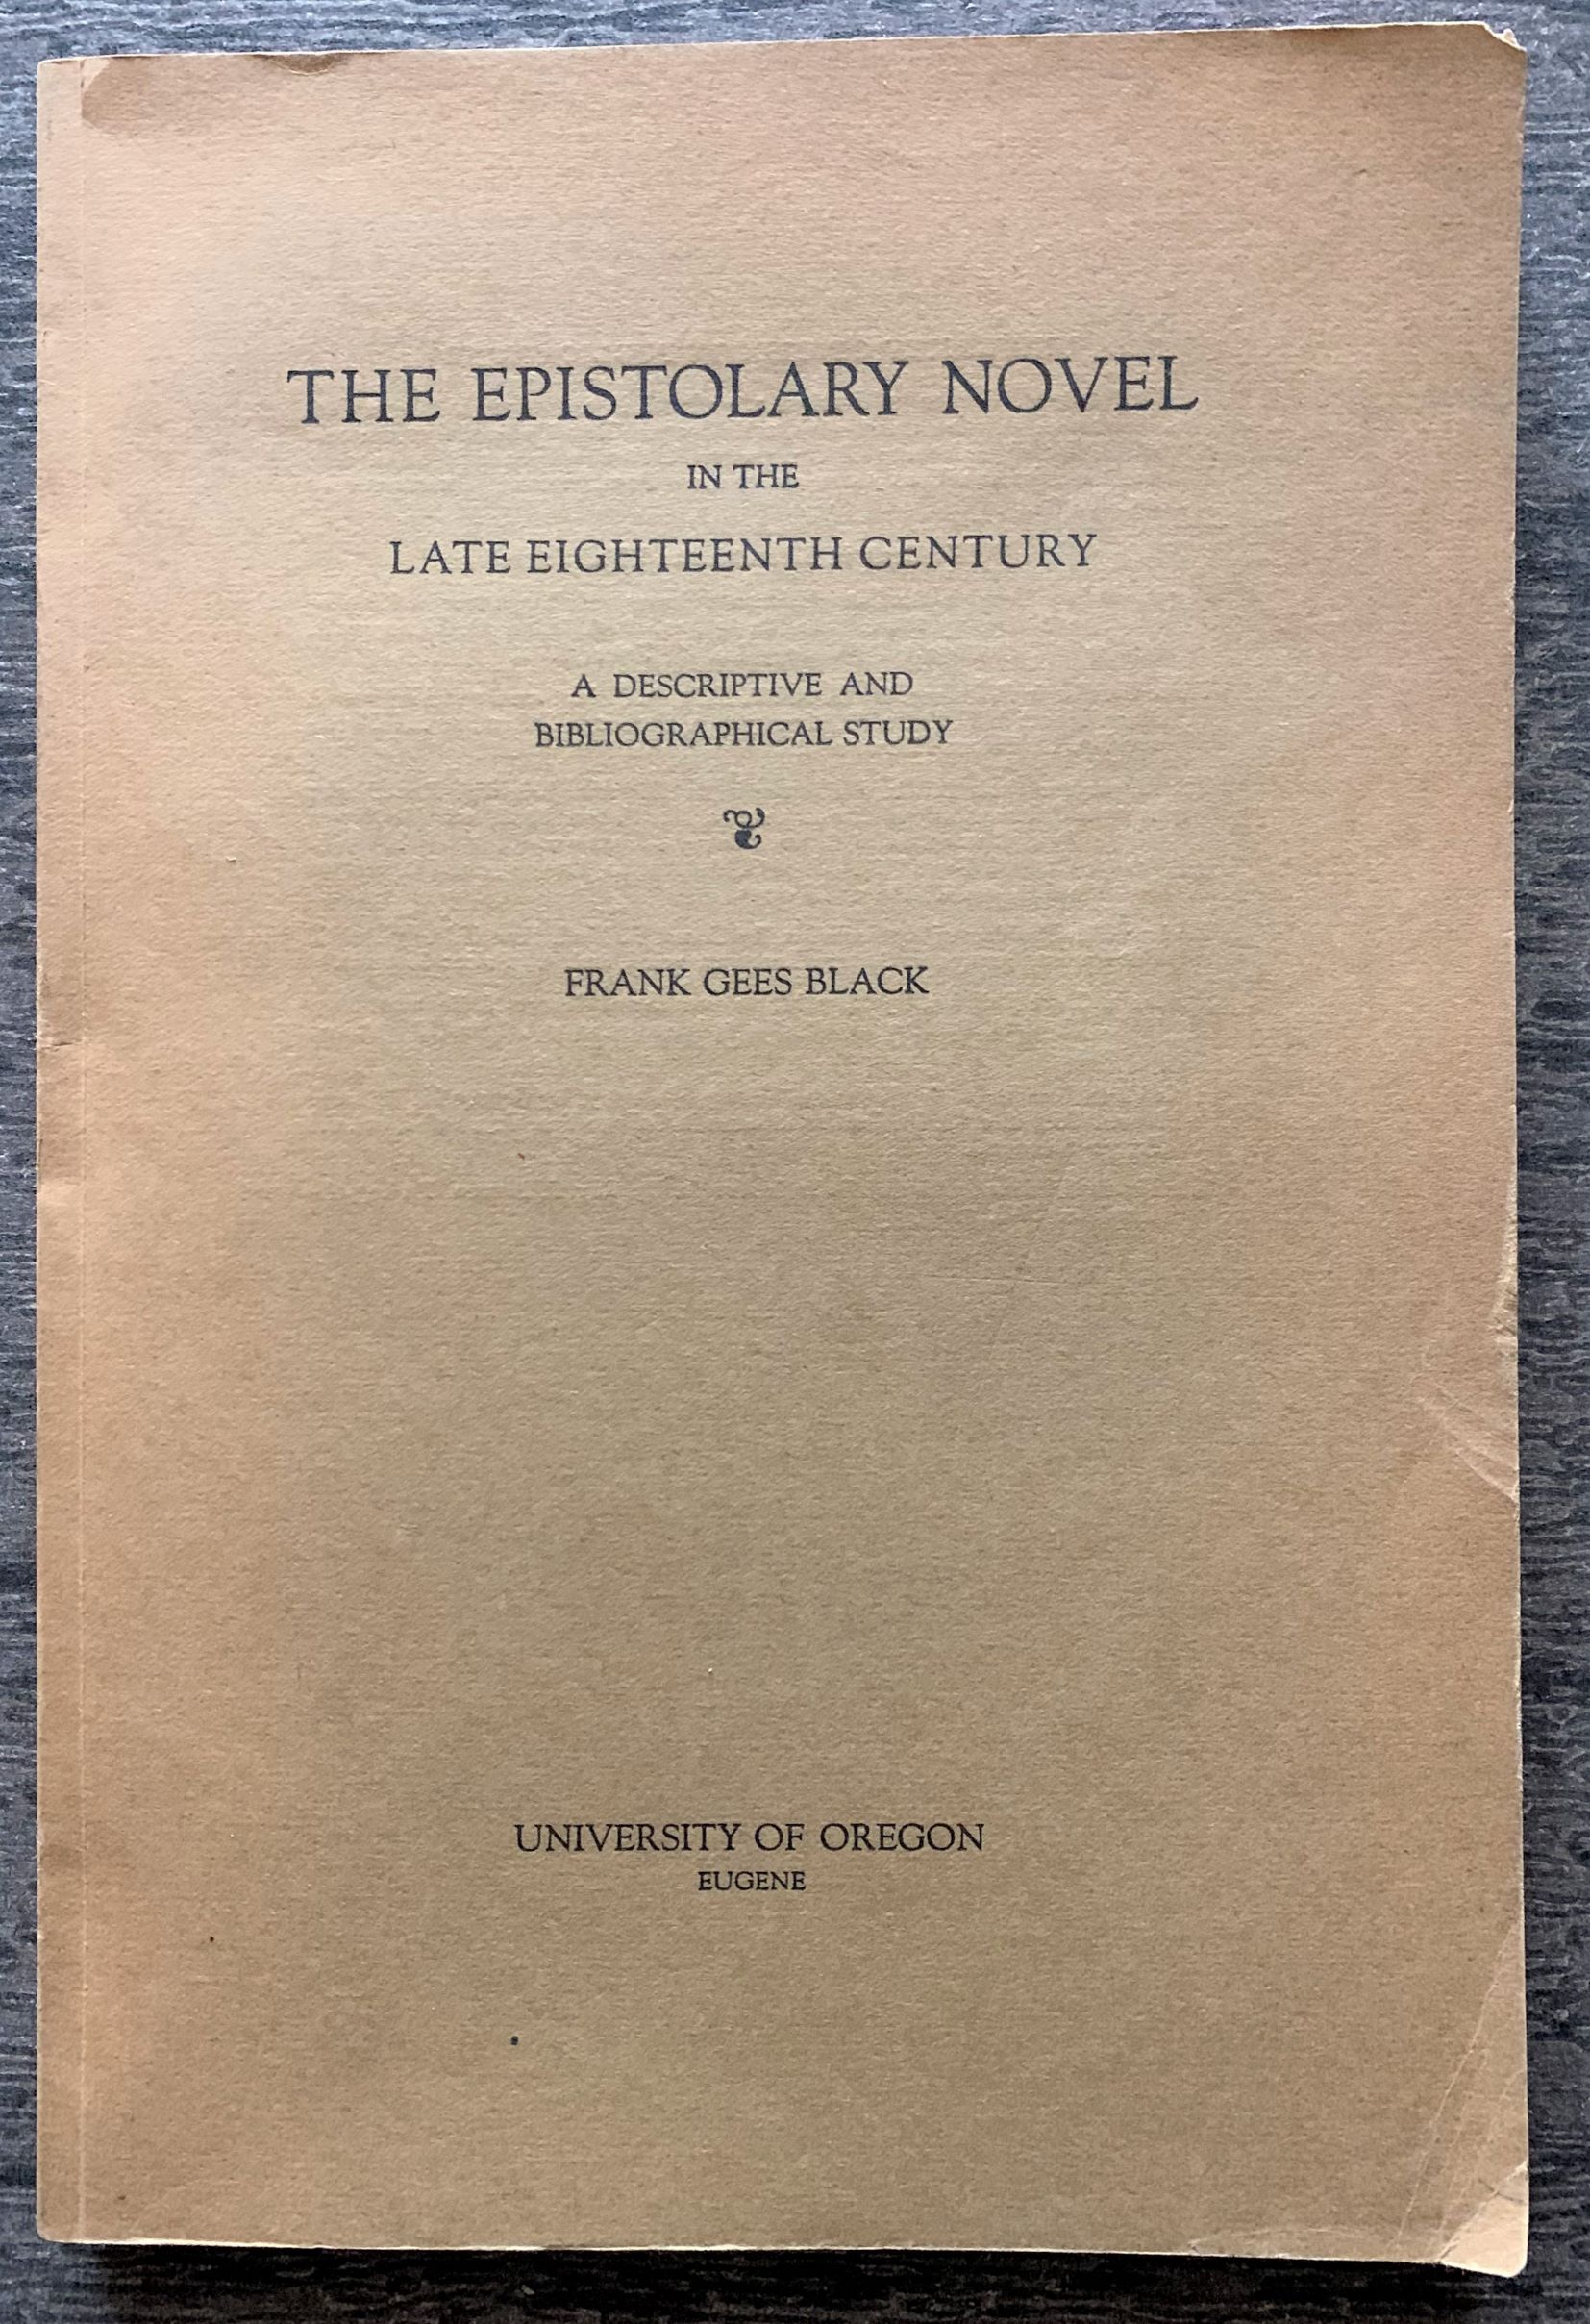 THE EPISTOLARY NOVEL
IN THE
LATE EIGHTEENTH CENTURY
A DESCRIPTIVE AND
BIBLIOGRAPHICAL STUDY
FRANK GEES BLACK
UNIVERSITY OF OREGON
EUGENE